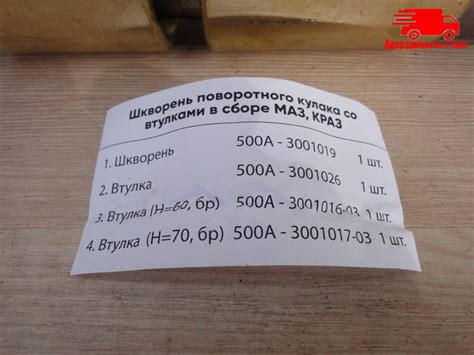 Шкворень поворотного кулака со
втулками в сборе МАЗ, КРАЗ
1. Шкворень 500А - 3001019 1 шт.
2. Втулка 500А - 3001026 1 шт.
3. Втулка (Н=60, бр) 500А - 3001016-03 1 шт.
4. Втулка (Н=70, бр) 500А - 3001017-03 1 шт.